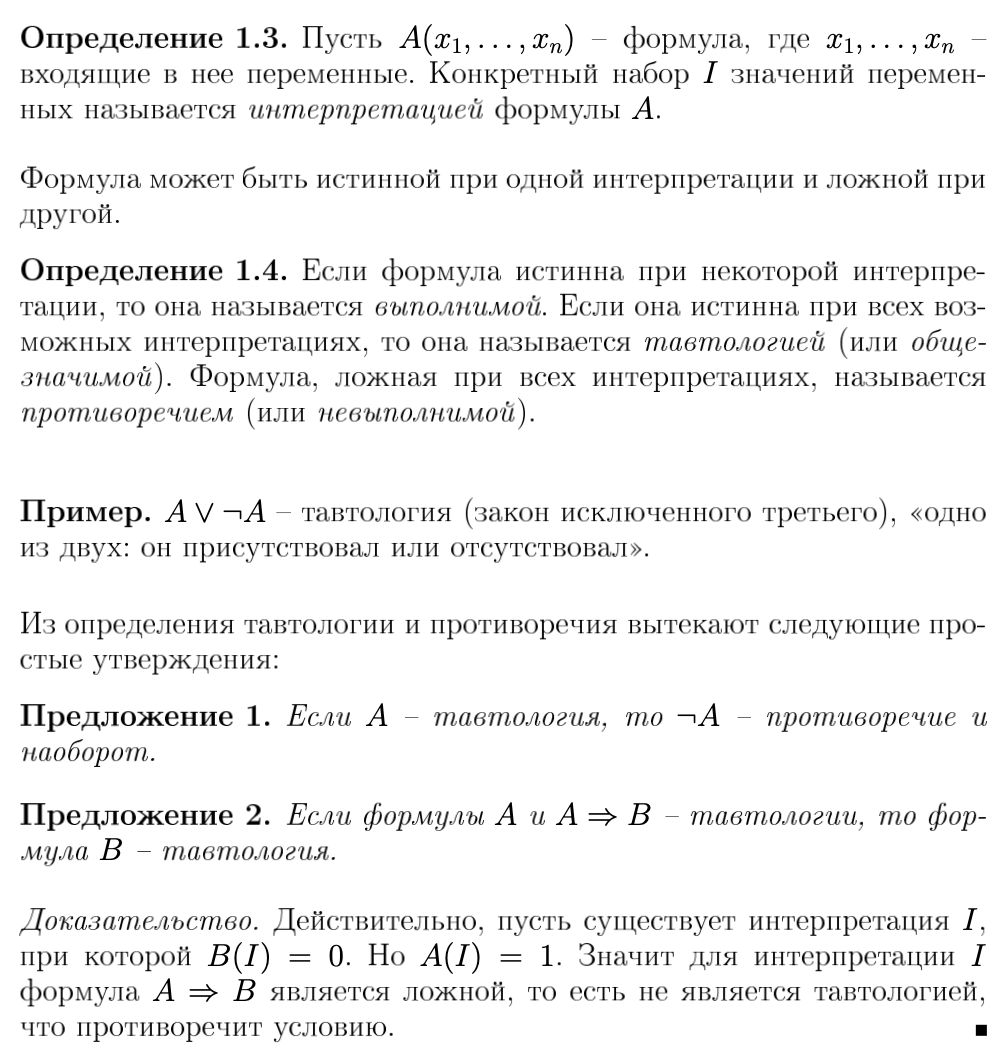 Определение 1.3. Пусть A(x₁, . . . , xₙ) – формула, где x₁, . . . , xₙ –
входящие в нее переменные. Конкретный набор I значений перемен-
ных называется интерпретацией формулы A.
Формула может быть истинной при одной интерпретации и ложной при
другой.
Определение 1.4. Если формула истинна при некоторой интерпре-
тации, то она называется выполнимой. Если она истинна при всех воз-
можных интерпретациях, то она называется тавтологией (или обще-
значимой). Формула, ложная при всех интерпретациях, называется
противоречием (или невыполнимой).
Пример. A ∨ ¬A – тавтология (закон исключенного третьего), «одно
из двух: он присутствовал или отсутствовал».
Из определения тавтологии и противоречия вытекают следующие про-
стые утверждения:
Предложение 1. Если A – тавтология, то ¬A – противоречие и
наоборот.
Предложение 2. Если формулы A и A ⇒ B – тавтологии, то фор-
мула B – тавтология.
Доказательство. Действительно, пусть существует интерпретация I,
при которой B(I) = 0. Но A(I) = 1. Значит для интерпретации I
формула A ⇒ B является ложной, то есть не является тавтологией,
что противоречит условию. ■